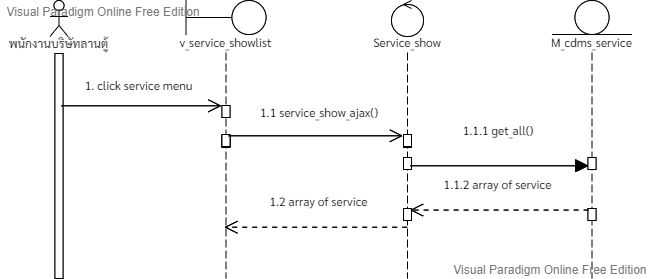 Visual Paradigm Online Free Edition
พนักงานบริษัทลานตู้
v_service_showlist
Service_show
M_cdms_service
1. click service menu
1.1 service_show_ajax()
1.1.1 get_all()
1.1.2 array of service
1.2 array of service
Visual Paradigm Online Free Edition